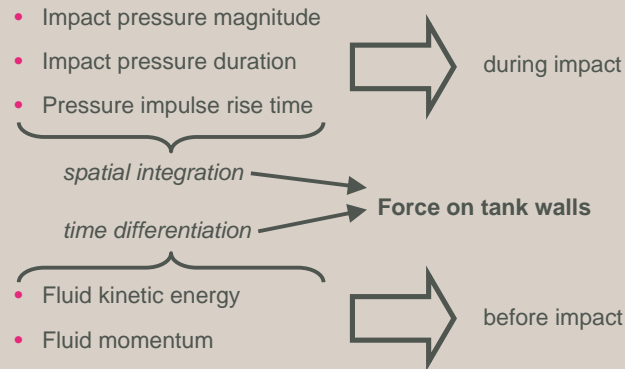 • Impact pressure magnitude
• Impact pressure duration
during impact
• Pressure impulse rise time
spatial integration
Force on tank walls
time differentiation
• Fluid kinetic energy
before impact
• Fluid momentum